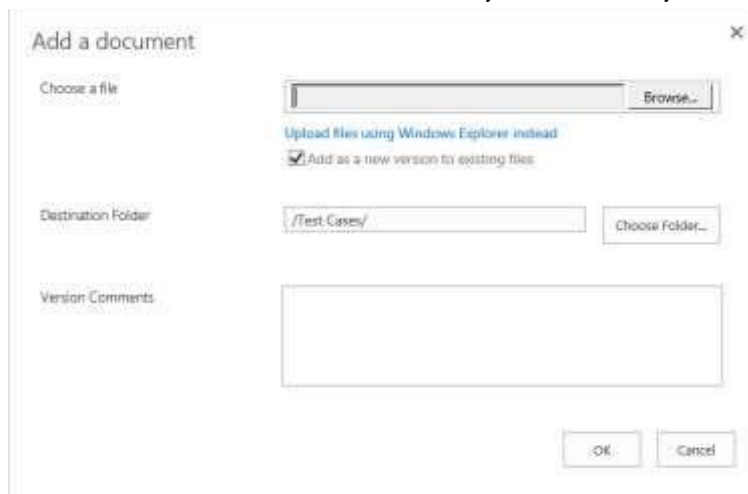 Add a document
Choose a file
Browse...
Upload files using Windows Explorer instead
Add as a new version to existing files
Destination Folder
/Test Cases/
Choose Folder...
Version Comments
OK
Cancel